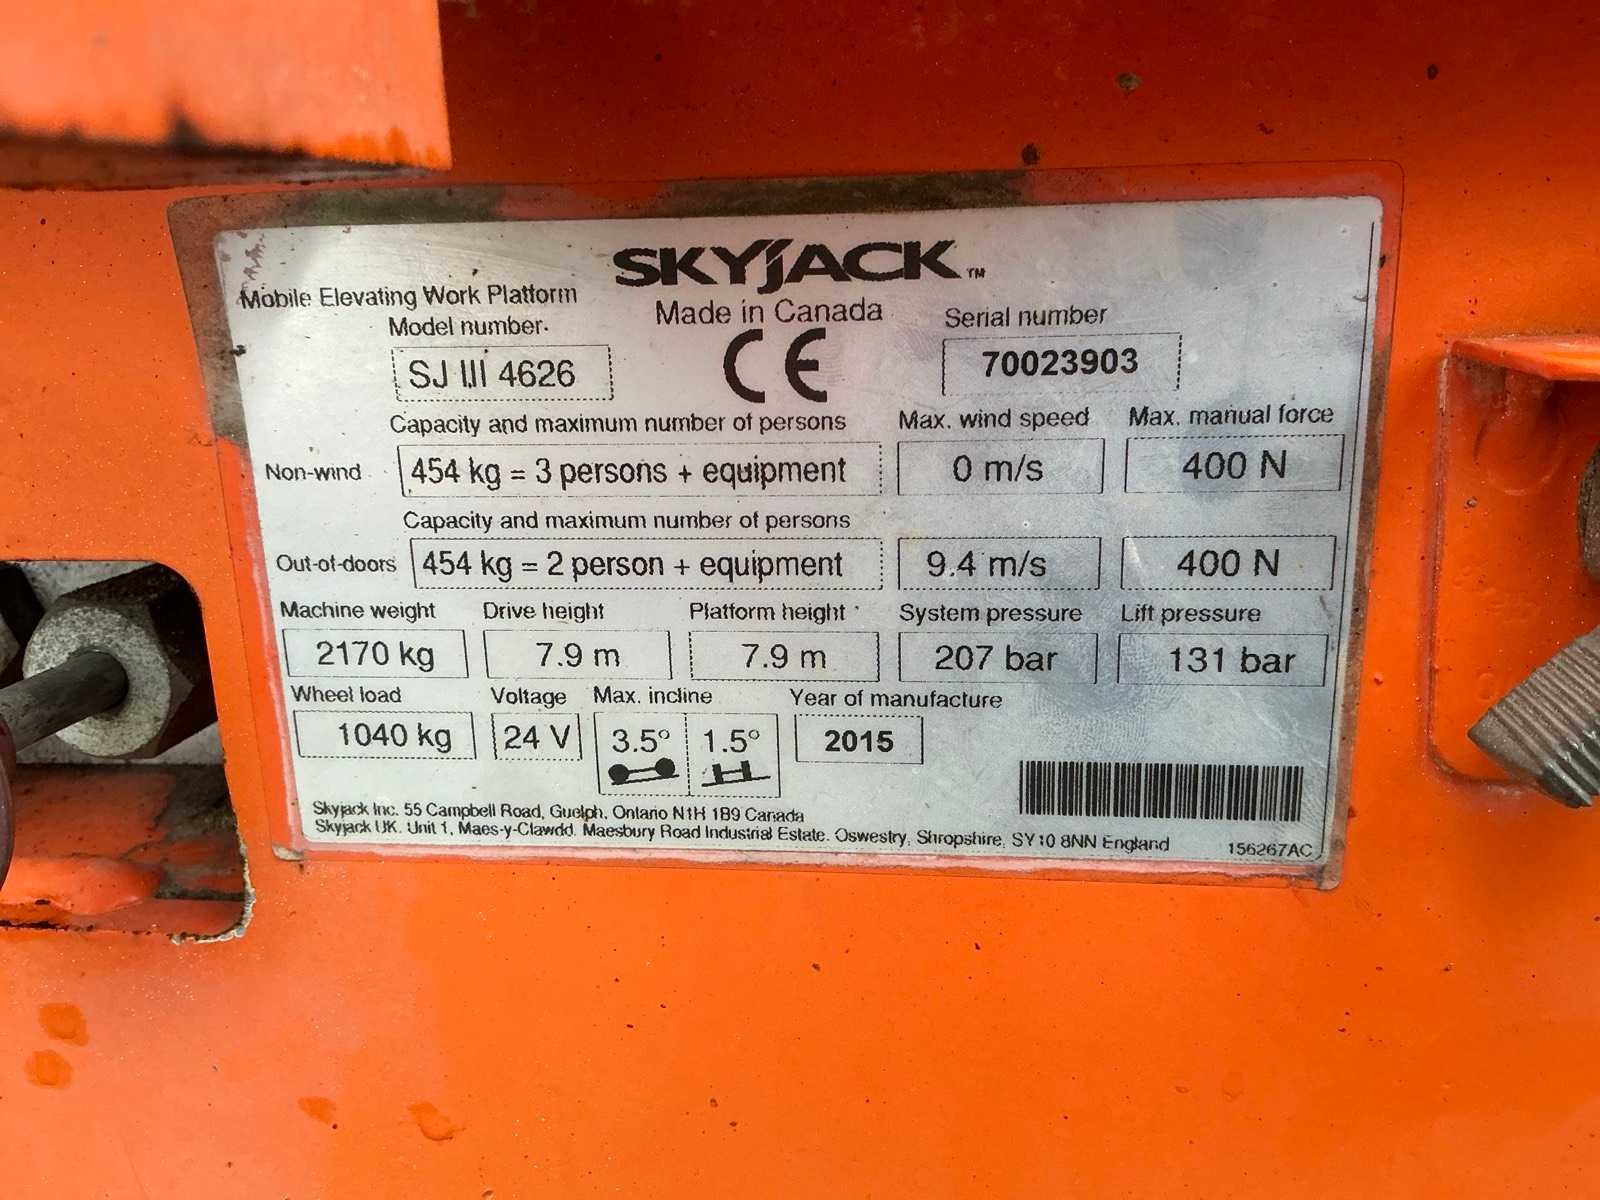 SKYJACK™
Mobile Elevating Work Platform
Made in Canada
Model number
Serial number
SJ III 4626
CE
70023903
Capacity and maximum number of persons
Max. wind speed
Max. manual force
Non-wind
454 kg = 3 persons + equipment
0 m/s
400 N
Capacity and maximum number of persons
Out-of-doors
454 kg = 2 person + equipment
9.4 m/s
400 N
Machine weight
Drive height
Platform height
System pressure
Lift pressure
2170 kg
7.9 m
7.9 m
207 bar
131 bar
Wheel load
Voltage
Max. incline
Year of manufacture
1040 kg
24 V
3.5°
1.5°
2015
Skyjack Inc. 55 Campbell Road, Guelph, Ontario N1H 1B9 Canada
Skyjack UK. Unit 1, Maes-y-Clawdd. Maesbury Road Industrial Estate. Oswestry, Shropshire, SY10 8NN England
156267AC